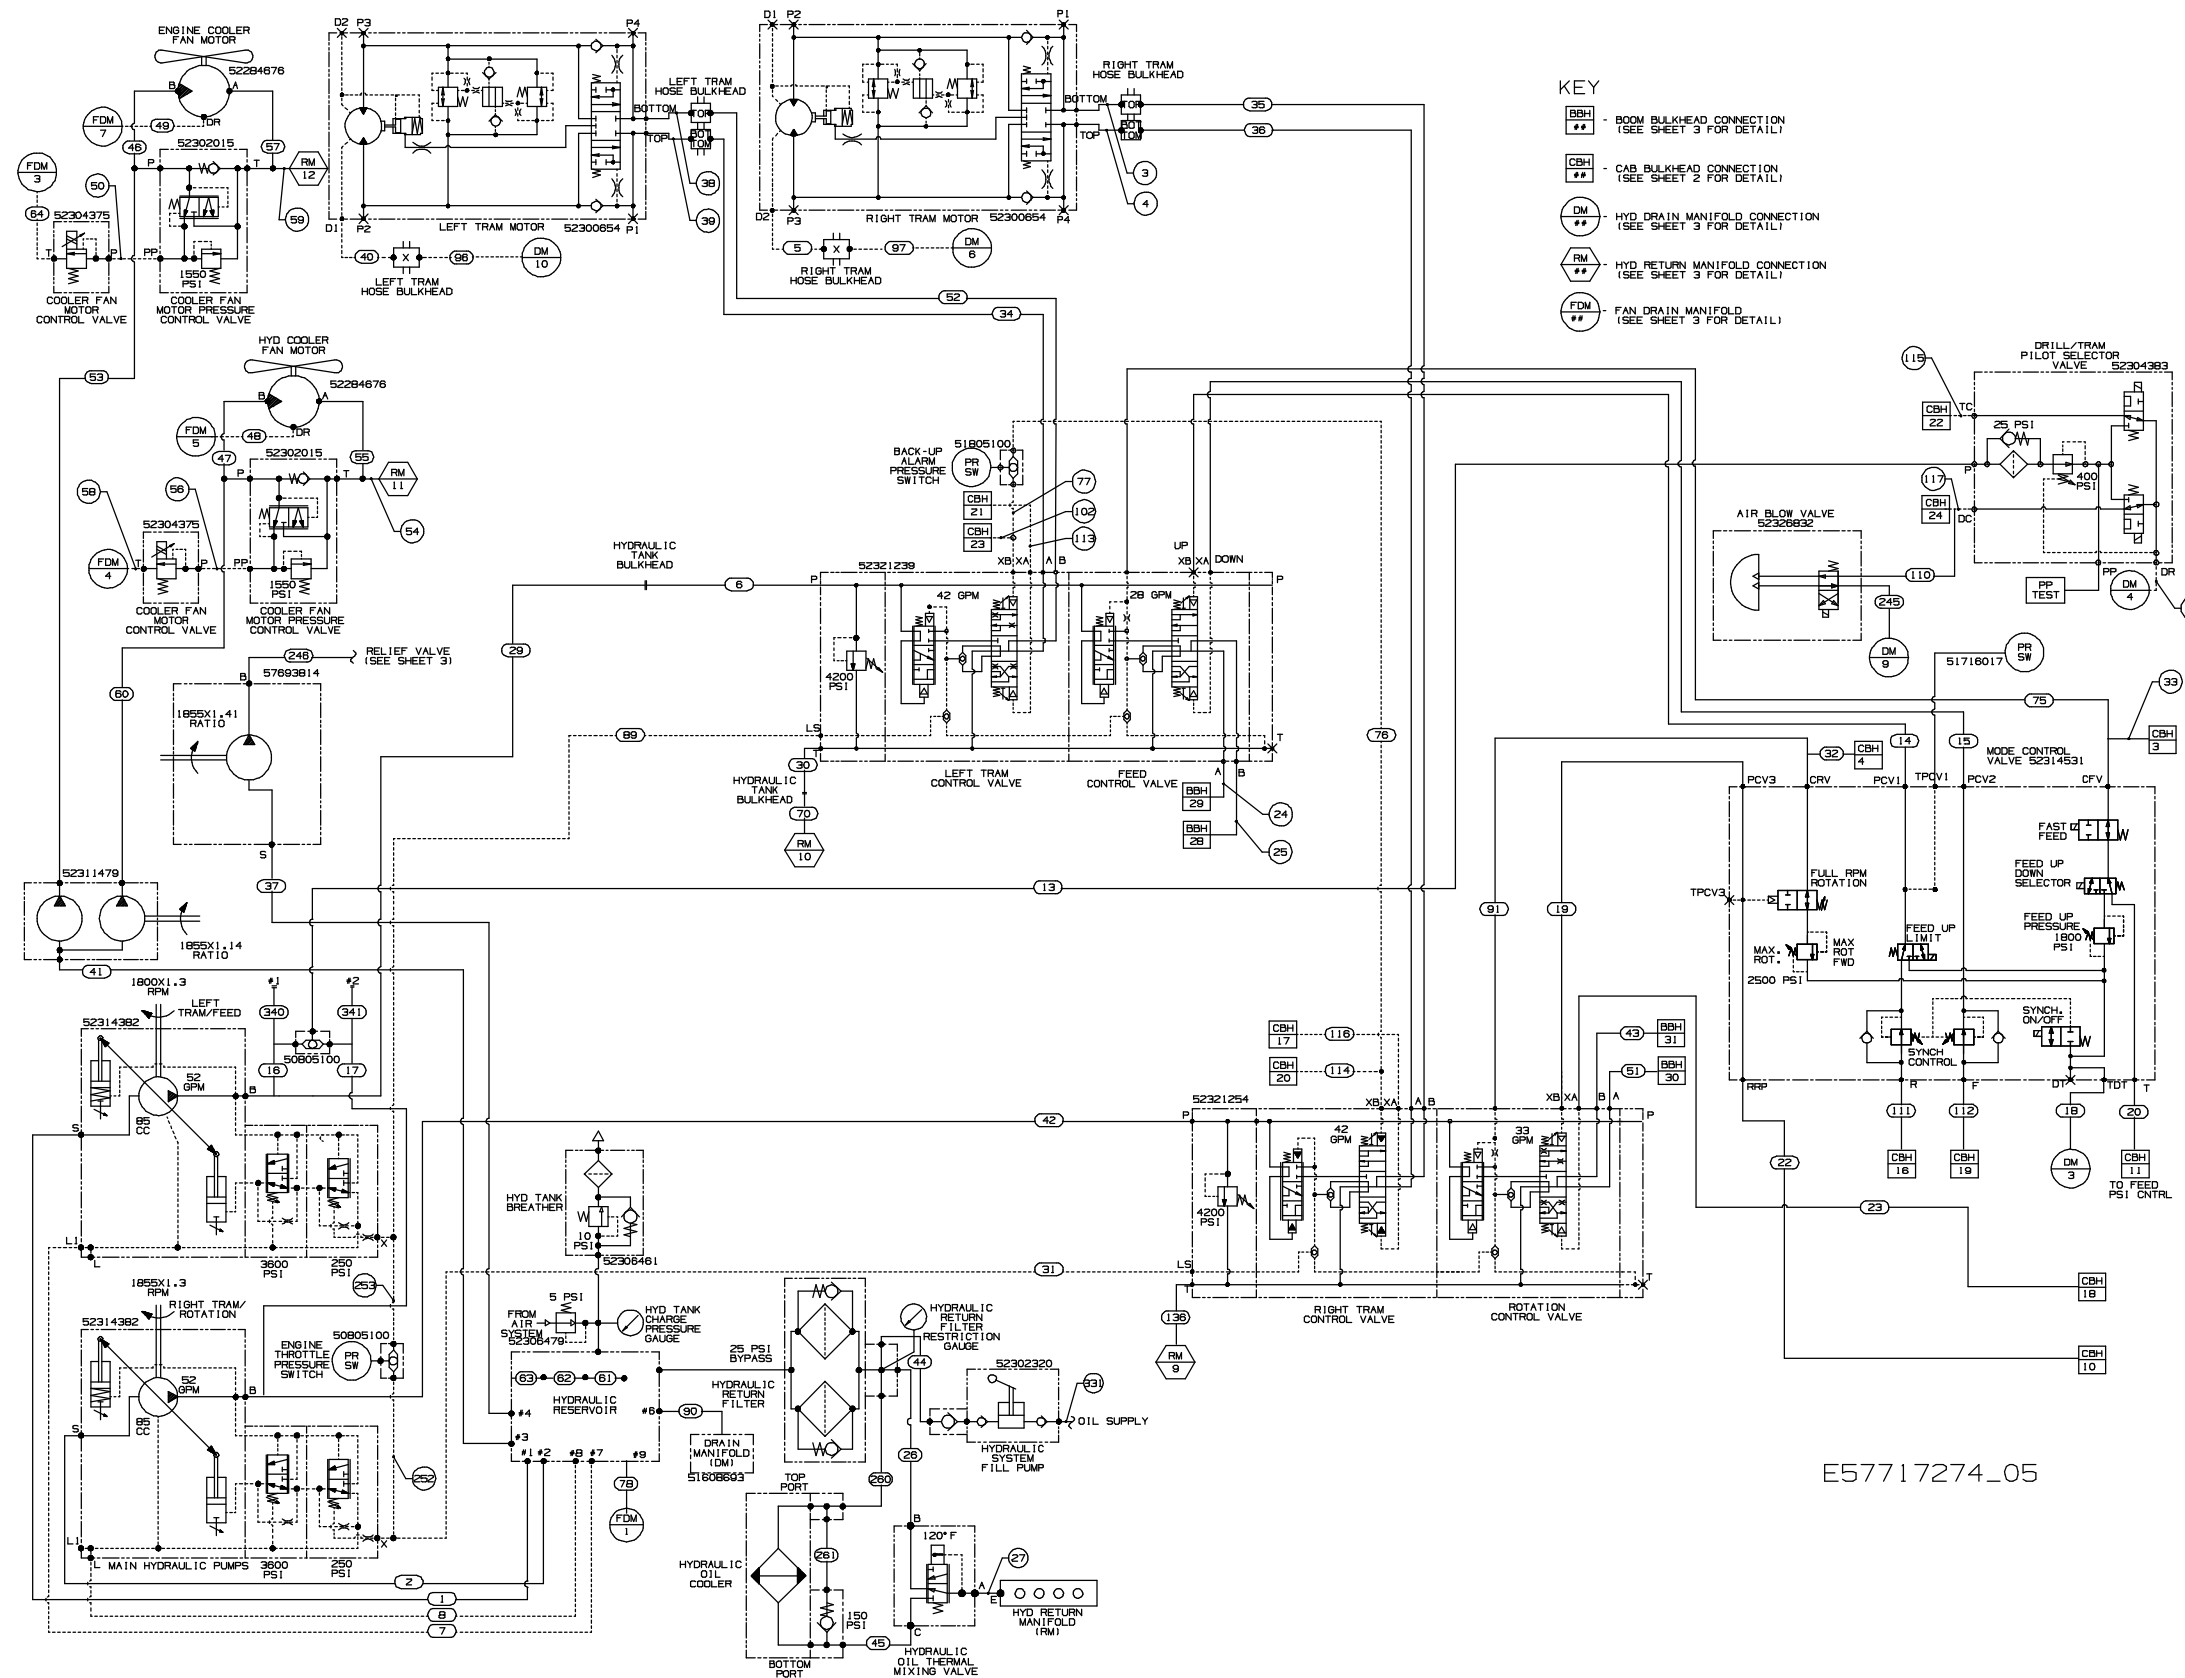 ENGINE COOLER
FAN MOTOR
52284676
B
A
DR
FDM
7
49
46
57
52302015
P
T
RM
12
59
FDM
3
50
64
52304375
T
P
PP
1550
PSI
COOLER FAN
MOTOR
CONTROL VALVE
COOLER FAN
MOTOR PRESSURE
CONTROL VALVE
D2
P3
P4
D1
P2
LEFT TRAM MOTOR
52300654
P1
BOTTOM
TOP
LEFT TRAM
HOSE BULKHEAD
TOP
BOT
TOM
38
39
40
X
96
DM
10
LEFT TRAM
HOSE BULKHEAD
D1
P2
P1
D2
P3
RIGHT TRAM MOTOR
52300654
P4
BOTTOM
TOP
RIGHT TRAM
HOSE BULKHEAD
TOP
BOT
TOM
3
4
35
36
5
X
97
DM
6
RIGHT TRAM
HOSE BULKHEAD
52
34
KEY
BBH
##
- BOOM BULKHEAD CONNECTION
(SEE SHEET 3 FOR DETAIL)
CBH
##
- CAB BULKHEAD CONNECTION
(SEE SHEET 2 FOR DETAIL)
DM
##
- HYD DRAIN MANIFOLD CONNECTION
(SEE SHEET 3 FOR DETAIL)
RM
##
- HYD RETURN MANIFOLD CONNECTION
(SEE SHEET 3 FOR DETAIL)
FDM
##
- FAN DRAIN MANIFOLD
(SEE SHEET 3 FOR DETAIL)
53
HYD COOLER
FAN MOTOR
52284676
B
A
DR
FDM
5
48
47
55
52302015
P
T
RM
11
54
58
56
52304375
FDM
4
T
P
PP
1550
PSI
COOLER FAN
MOTOR
CONTROL VALVE
COOLER FAN
MOTOR PRESSURE
CONTROL VALVE
246
RELIEF VALVE
(SEE SHEET 3)
57693814
B
60
1855X1.41
RATIO
S
37
52311479
1855X1.14
RATIO
41
DRILL/TRAM
PILOT SELECTOR
VALVE
52304383
115
CBH
22
TC
25 PSI
P
400
PSI
117
CBH
24
DC
PP
DR
PP
TEST
DM
4
AIR BLOW VALVE
52326832
110
245
DM
9
51716017
PR
SW
51805100
BACK-UP
ALARM
PRESSURE
SWITCH
PR
SW
CBH
21
CBH
23
77
102
113
HYDRAULIC
TANK
BULKHEAD
6
29
52321239
P
XB
XA
A
B
UP
XB
XA
DOWN
P
42 GPM
28 GPM
4200
PSI
LS
T
T
89
30
HYDRAULIC
TANK
BULKHEAD
70
RM
10
LEFT TRAM
CONTROL VALVE
FEED
CONTROL VALVE
A
B
BBH
29
BBH
28
24
25
76
13
75
33
CBH
3
14
15
32
CBH
4
MODE CONTROL
VALVE 52314531
PCV3
CRV
PCV1
TPCV1
PCV2
CFV
FAST
FEED
FULL RPM
ROTATION
FEED UP
DOWN
SELECTOR
TPCV3
FEED UP
PRESSURE
1800
PSI
FEED UP
LIMIT
MAX.
ROT.
MAX
ROT
FWD
2500 PSI
SYNCH.
ON/OFF
SYNCH
CONTROL
RRP
R
F
DT
TDT
T
111
112
18
20
CBH
16
CBH
19
DM
3
CBH
11
TO FEED
PSI CNTRL
91
19
22
23
CBH
18
CBH
10
1800X1.3
RPM
LEFT
TRAM/FEED
#1
#2
340
341
50805100
16
17
52314382
52
GPM
B
85
CC
S
L1
L
X
3600
PSI
250
PSI
253
1855X1.3
RPM
RIGHT TRAM/
ROTATION
52314382
50805100
ENGINE
THROTTLE
PRESSURE
SWITCH
PR
SW
52
GPM
B
85
CC
S
252
L1
L
X
MAIN HYDRAULIC PUMPS
3600
PSI
250
PSI
2
1
8
7
CBH
17
116
CBH
20
114
43
BBH
31
51
BBH
30
42
52321254
P
XB
XA
A
B
XB
XA
B
A
P
42
GPM
33
GPM
4200
PSI
LS
T
T
31
136
RM
9
RIGHT TRAM
CONTROL VALVE
ROTATION
CONTROL VALVE
HYD TANK
BREATHER
10
PSI
52306461
5 PSI
FROM
AIR
SYSTEM
52306479
HYD TANK
CHARGE
PRESSURE
GAUGE
63
62
61
HYDRAULIC
RESERVOIR
#4
#3
#1
#2
#8
#7
#9
#6
90
DRAIN
MANIFOLD
(DM)
51608693
78
FDM
1
25 PSI
BYPASS
HYDRAULIC
RETURN
FILTER
HYDRAULIC
RETURN
FILTER
RESTRICTION
GAUGE
44
52302320
331
OIL SUPPLY
HYDRAULIC
SYSTEM
FILL PUMP
26
260
TOP
PORT
261
HYDRAULIC
OIL
COOLER
150
PSI
BOTTOM
PORT
45
B
120°F
A
C
27
E
HYDRAULIC
OIL THERMAL
MIXING VALVE
HYD RETURN
MANIFOLD
(RM)
E57717274_05